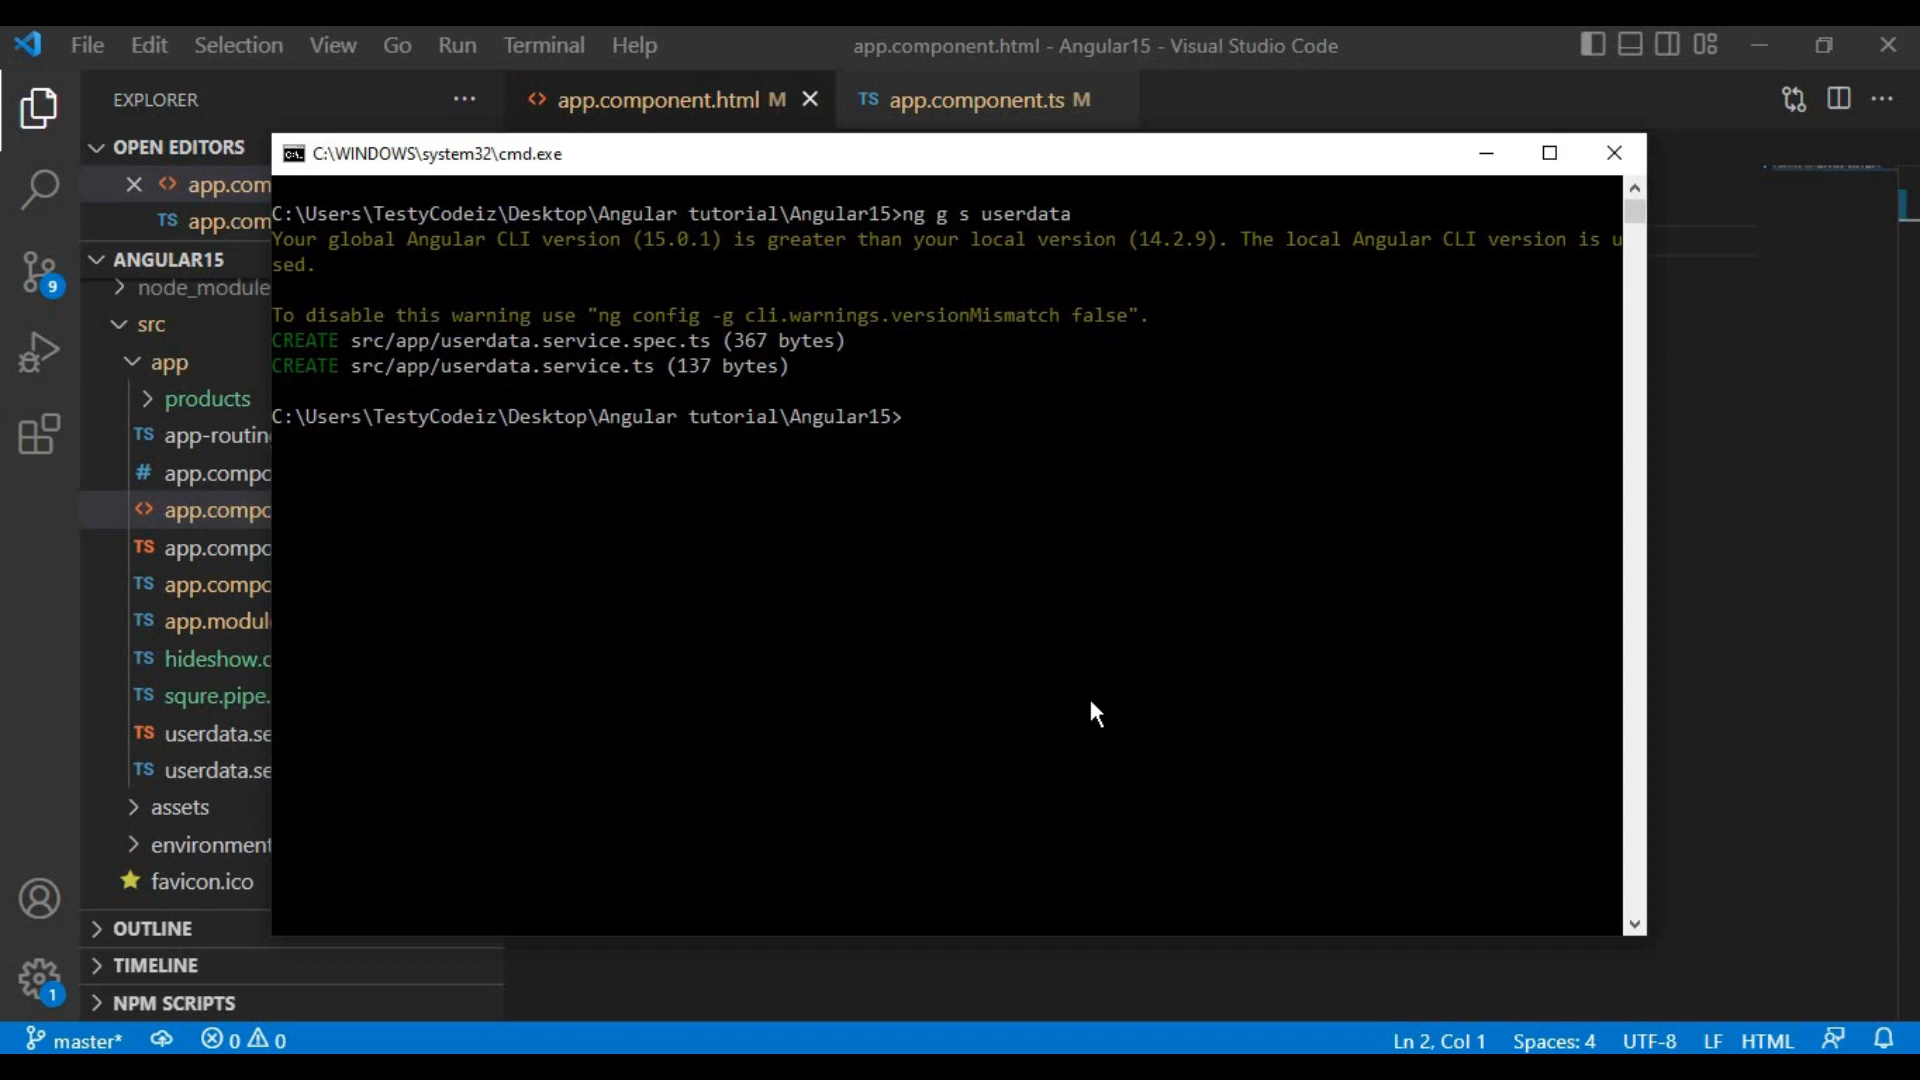 File Edit Selection View Go Run Terminal Help app.component.html - Angular15 - Visual Studio Code
EXPLORER ··· <> app.component.html M TS app.component.ts M ···
OPEN EDITORS
<> app.com
TS app.com
ANGULAR15
node_module
src
app
products
TS app-routin
# app.compo
<> app.compo
TS app.compo
TS app.compo
TS app.modul
TS hideshow.c
TS squre.pipe.
TS userdata.se
TS userdata.se
assets
environment
favicon.ico
OUTLINE
TIMELINE
NPM SCRIPTS
9
1
C:\WINDOWS\system32\cmd.exe
C:\Users\TestyCodeiz\Desktop\Angular tutorial\Angular15>ng g s userdata
Your global Angular CLI version (15.0.1) is greater than your local version (14.2.9). The local Angular CLI version is u
sed.
To disable this warning use "ng config -g cli.warnings.versionMismatch false".
CREATE src/app/userdata.service.spec.ts (367 bytes)
CREATE src/app/userdata.service.ts (137 bytes)
C:\Users\TestyCodeiz\Desktop\Angular tutorial\Angular15>
master* 0 0 Ln 2, Col 1 Spaces: 4 UTF-8 LF HTML